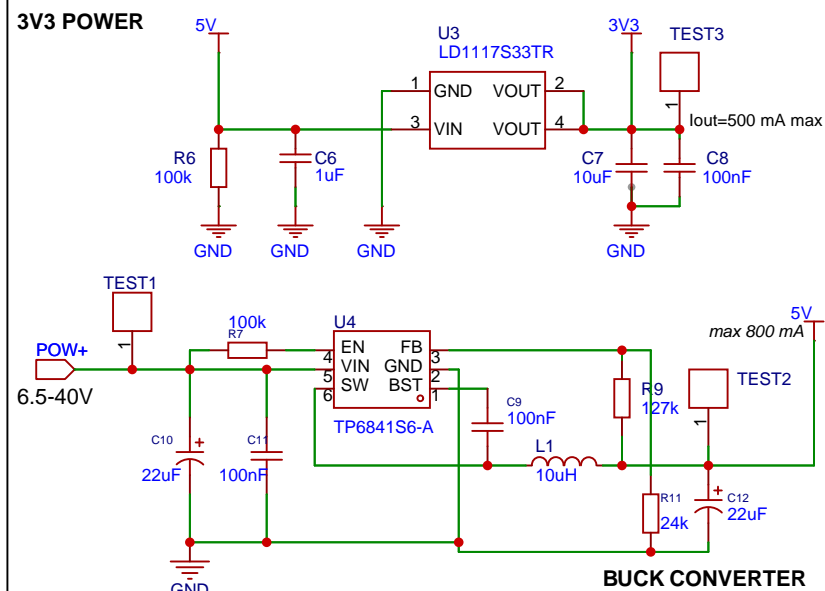 3V3 POWER
5V
U3
LD1117S33TR
3V3
TEST3
1 GND VOUT 2
3 VIN VOUT 4
1
Iout=500 mA max
R6
100k
C6
1uF
C7
10uF
C8
100nF
GND
GND
GND
GND
TEST1
1
POW+
6.5-40V
100k
R7
U4
EN FB
4 3
VIN GND
5 2
SW BST
6 1
TP6841S6-A
C9
100nF
R9
127k
5V
max 800 mA
TEST2
1
L1
10uH
C10
+
22uF
C11
100nF
R11
24k
+
C12
22uF
GND
BUCK CONVERTER